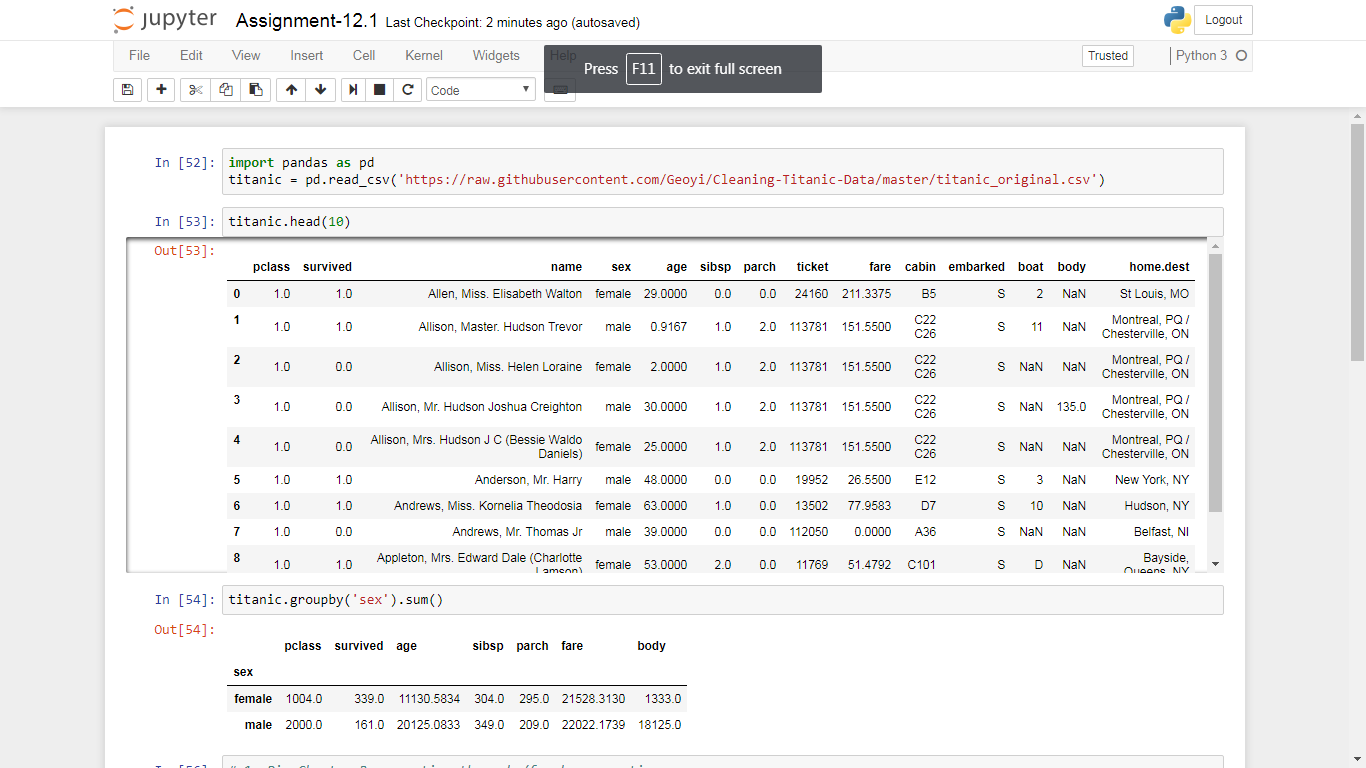 jupyter Assignment-12.1 Last Checkpoint: 2 minutes ago (autosaved) Logout
File Edit View Insert Cell Kernel Widgets Help Trusted Python 3
Press F11 to exit full screen
Code
In [52]: import pandas as pd
titanic = pd.read_csv('https://raw.githubusercontent.com/Geoyi/Cleaning-Titanic-Data/master/titanic_original.csv')
In [53]: titanic.head(10)
Out[53]:
pclass survived name sex age sibsp parch ticket fare cabin embarked boat body home.dest
0 1.0 1.0 Allen, Miss. Elisabeth Walton female 29.0000 0.0 0.0 24160 211.3375 B5 S 2 NaN St Louis, MO
1 1.0 1.0 Allison, Master. Hudson Trevor male 0.9167 1.0 2.0 113781 151.5500 C22 C26 S 11 NaN Montreal, PQ / Chesterville, ON
2 1.0 0.0 Allison, Miss. Helen Loraine female 2.0000 1.0 2.0 113781 151.5500 C22 C26 S NaN NaN Montreal, PQ / Chesterville, ON
3 1.0 0.0 Allison, Mr. Hudson Joshua Creighton male 30.0000 1.0 2.0 113781 151.5500 C22 C26 S NaN 135.0 Montreal, PQ / Chesterville, ON
4 1.0 0.0 Allison, Mrs. Hudson J C (Bessie Waldo Daniels) female 25.0000 1.0 2.0 113781 151.5500 C22 C26 S NaN NaN Montreal, PQ / Chesterville, ON
5 1.0 1.0 Anderson, Mr. Harry male 48.0000 0.0 0.0 19952 26.5500 E12 S 3 NaN New York, NY
6 1.0 1.0 Andrews, Miss. Kornelia Theodosia female 63.0000 1.0 0.0 13502 77.9583 D7 S 10 NaN Hudson, NY
7 1.0 0.0 Andrews, Mr. Thomas Jr male 39.0000 0.0 0.0 112050 0.0000 A36 S NaN NaN Belfast, NI
8 1.0 1.0 Appleton, Mrs. Edward Dale (Charlotte Lamson) female 53.0000 2.0 0.0 11769 51.4792 C101 S D NaN Bayside, Queens, NY
In [54]: titanic.groupby('sex').sum()
Out[54]:
pclass survived age sibsp parch fare body
sex
female 1004.0 339.0 11130.5834 304.0 295.0 21528.3130 1333.0
male 2000.0 161.0 20125.0833 349.0 209.0 22022.1739 18125.0